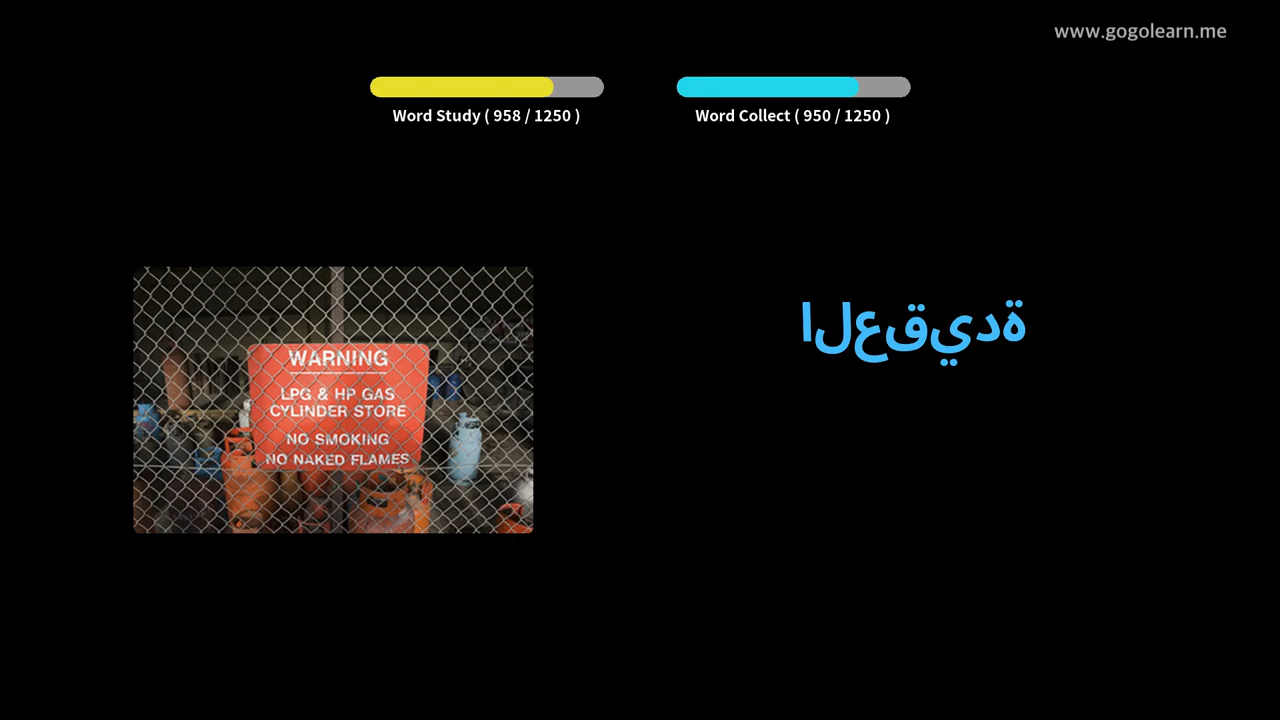 www.gogolearn.me
Word Study ( 958 / 1250 )
Word Collect ( 950 / 1250 )
العقيدة
WARNING
LPG & HP GAS
CYLINDER STORE
NO SMOKING
NO NAKED FLAMES